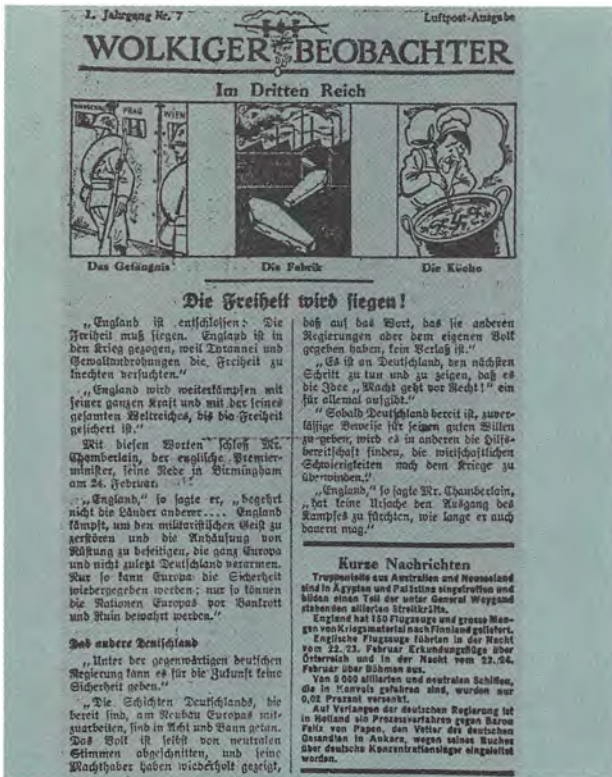 1. Jahrgang Nr. 7
Luftpost-Ausgabe
WOLKIGER BEOBACHTER
Im Dritten Reich
PRAG
WIEN
Das Gefängnis
Die Fabrik
Die Küche
Die Freiheit wird siegen!
„England ist entschlossen: Die
Freiheit muß siegen. England ist in
den Krieg gezogen, weil Tyrannei und
Gewaltandrohungen die Freiheit zu
knechten versuchten.“
„England wird weiterkämpfen mit
seiner ganzen Kraft und mit der seines
gesamten Weltreiches, bis die Freiheit
gesichert ist.“
Mit diesen Worten schloß Mr.
Chamberlain, der englische Premier-
minister, seine Rede in Birmingham
am 24. Februar.
„England,“ so sagte er, „begehrt
nicht die Länder anderer.... England
kämpft, um den militaristischen Geist zu
zerstören und die Anhäufung von
Rüstung zu beseitigen, die ganz Europa
und nicht zuletzt Deutschland verarmen.
Nur so kann Europa die Sicherheit
wiedergegeben werden; nur so können
die Nationen Europas vor Bankrott
und Ruin bewahrt werden.“
Das andere Deutschland
„Unter der gegenwärtigen deutschen
Regierung kann es für die Zukunft keine
Sicherheit geben.“
„Die Schichten Deutschlands, die
bereit sind, am Neubau Europas mit-
zuarbeiten, sind in Acht und Bann getan.
Das Volk ist selbst von neutralen
Stimmen abgeschnitten, und seine
Machthaber haben wiederholt gezeigt,
daß auf das Wort, das sie anderen
Regierungen oder dem eigenen Volk
gegeben haben, kein Verlaß ist.“
„Es ist an Deutschland, den nächsten
Schritt zu tun und zu zeigen, daß es
die Idee „Macht geht vor Recht!“ ein
für allemal aufgibt.“
“ Sobald Deutschland bereit ist, zuver-
lässige Beweise für seinen guten Willen
zu geben, wird es in anderen die Hilfs-
bereitschaft finden, die wirtschaftlichen
Schwierigkeiten nach dem Kriege zu
überwinden.“
„England,“ so sagte Mr. Chamberlain,
„hat keine Ursache den Ausgang des
Kampfes zu fürchten, wie lange er auch
dauern mag.“
Kurze Nachrichten
Truppenteile aus Australien und Neuseeland
sind in Ägypten und Palästina eingetroffen und
bilden einen Teil der unter General Weygand
stehenden alliierten Streitkräfte.
England hat 150 Flugzeuge und grosse Men-
gen von Kriegsmaterial nach Finnland geliefert.
Englische Flugzeuge führten in der Nacht
vom 22./23. Februar Erkundungsflüge über
Österreich und in der Nacht vom 23./24.
Februar über Böhmen aus.
Von 9 000 alliierten und neutralen Schiffen,
die in Konvois gefahren sind, wurden nur
0,02 Prozent versenkt.
Auf Verlangen der deutschen Regierung ist
in Holland ein Prozessverfahren gegen Baron
Felix von Papen, den Vetter des deutschen
Gesandten in Ankara, wegen seines Buches
über deutsche Konzentrationslager eingeleitet
worden.